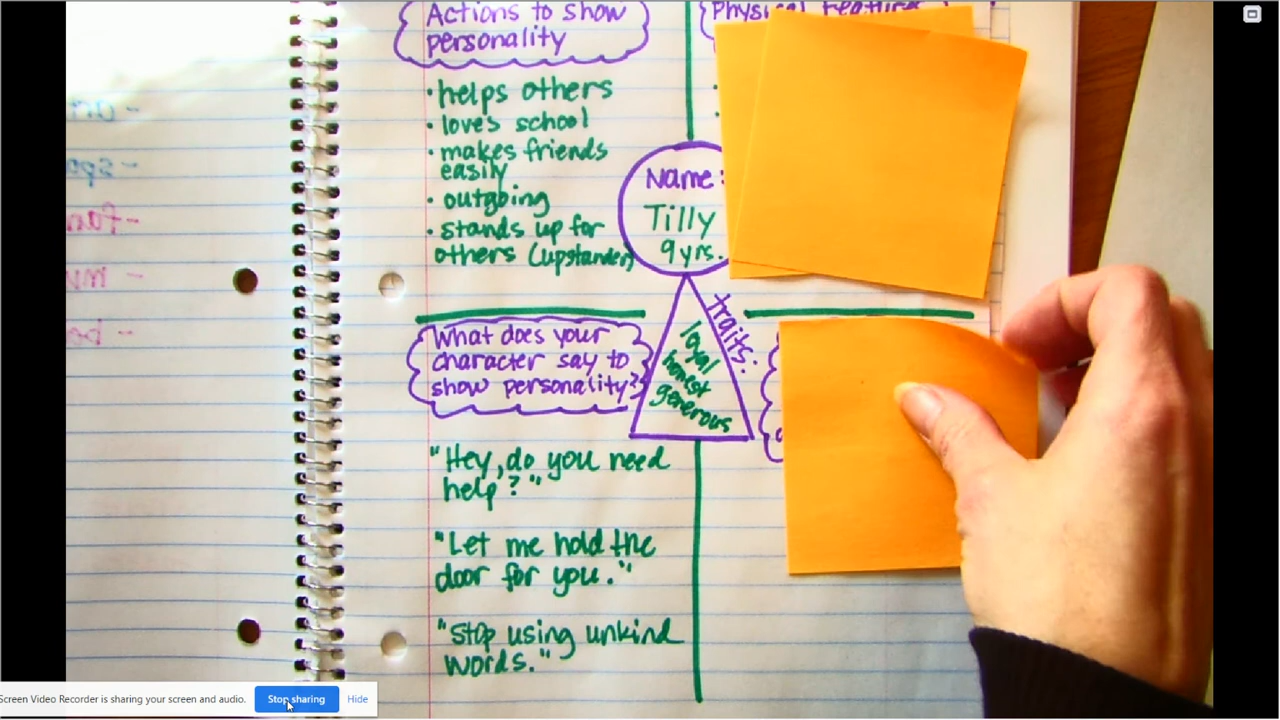 Actions to show
personality
• helps others
• loves school
• makes friends
easily
• outgoing
• stands up for
others (upstander)
Physical Features
Name:
Tilly
9 yrs.
traits:
loyal
honest
generous
What does your
character say to
show personality?
"Hey, do you need
help?"
"Let me hold the
door for you."
"Stop using unkind
words."
Screen Video Recorder is sharing your screen and audio.
Stop sharing
Hide